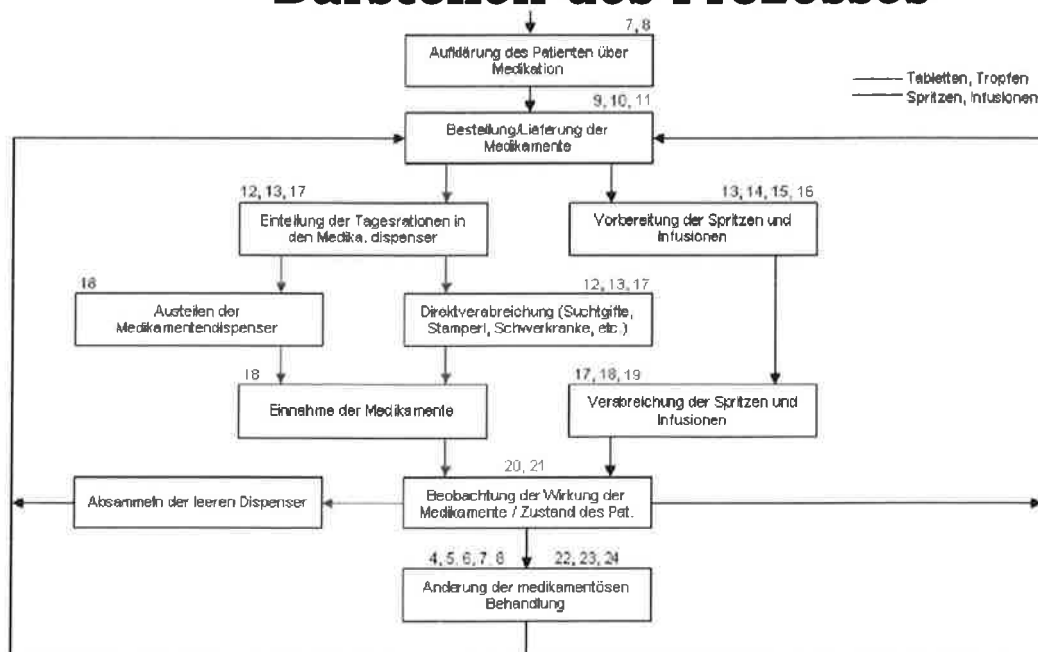 Darstellen des Prozesses
7, 8
Aufklärung des Patienten über
Medikation
Tabletten, Tropfen
Spritzen, Infusionen
9, 10, 11
Bestellung/Lieferung der
Medikamente
12, 13, 17
13, 14, 15, 16
Einteilung der Tagesrationen in
den Medika. dispenser
Vorbereitung der Spritzen und
Infusionen
18
12, 13, 17
Austeilen der
Medikamentendispenser
Direktverabreichung (Suchtgifte,
Stamperl, Schwerkranke, etc.)
18
17, 18, 19
Einnahme der Medikamente
Verabreichung der Spritzen und
Infusionen
20, 21
Absammeln der leeren Dispenser
Beobachtung der Wirkung der
Medikamente / Zustand des Pat.
4, 5, 6, 7, 8
22, 23, 24
Änderung der medikamentösen
Behandlung